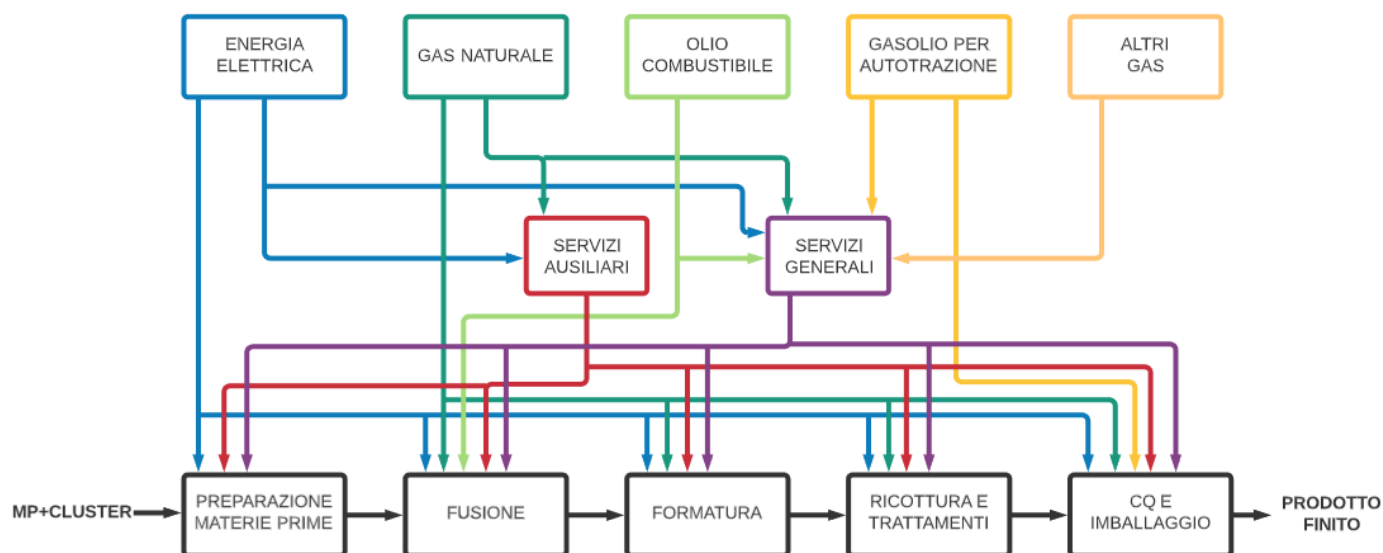 ENERGIA
ELETTRICA
GAS NATURALE
OLIO
COMBUSTIBILE
GASOLIO PER
AUTOTRAZIONE
ALTRI
GAS
SERVIZI
AUSILIARI
SERVIZI
GENERALI
MP+CLUSTER
PREPARAZIONE
MATERIE PRIME
FUSIONE
FORMATURA
RICOTTURA E
TRATTAMENTI
CQ E
IMBALLAGGIO
PRODOTTO
FINITO